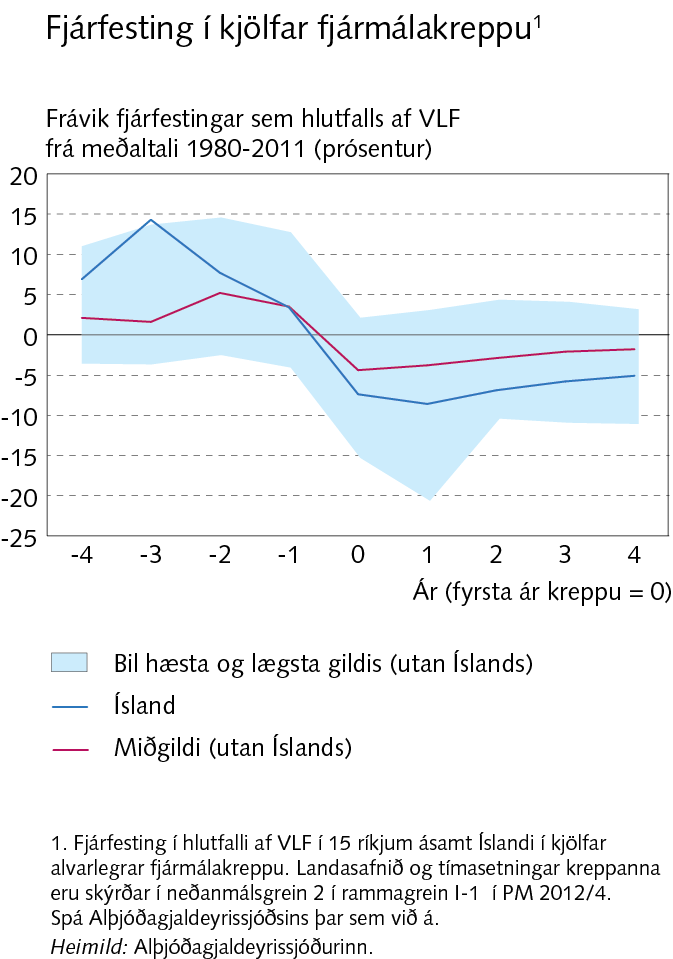 Fjárfesting í kjölfar fjármálakreppu¹
Frávik fjárfestingar sem hlutfalls af VLF
frá meðaltali 1980-2011 (prósentur)
20
15
10
5
0
-5
-10
-15
-20
-25
-4 -3 -2 -1 0 1 2 3 4
Ár (fyrsta ár kreppu = 0)
Bil hæsta og lægsta gildis (utan Íslands)
Ísland
Miðgildi (utan Íslands)
1. Fjárfesting í hlutfalli af VLF í 15 ríkjum ásamt Íslandi í kjölfar
alvarlegrar fjármálakreppu. Landasafnið og tímasetningar kreppanna
eru skýrðar í neðanmálsgrein 2 í rammagrein I-1 í PM 2012/4.
Spá Alþjóðagjaldeyrissjóðsins þar sem við á.
Heimild: Alþjóðagjaldeyrissjóðurinn.